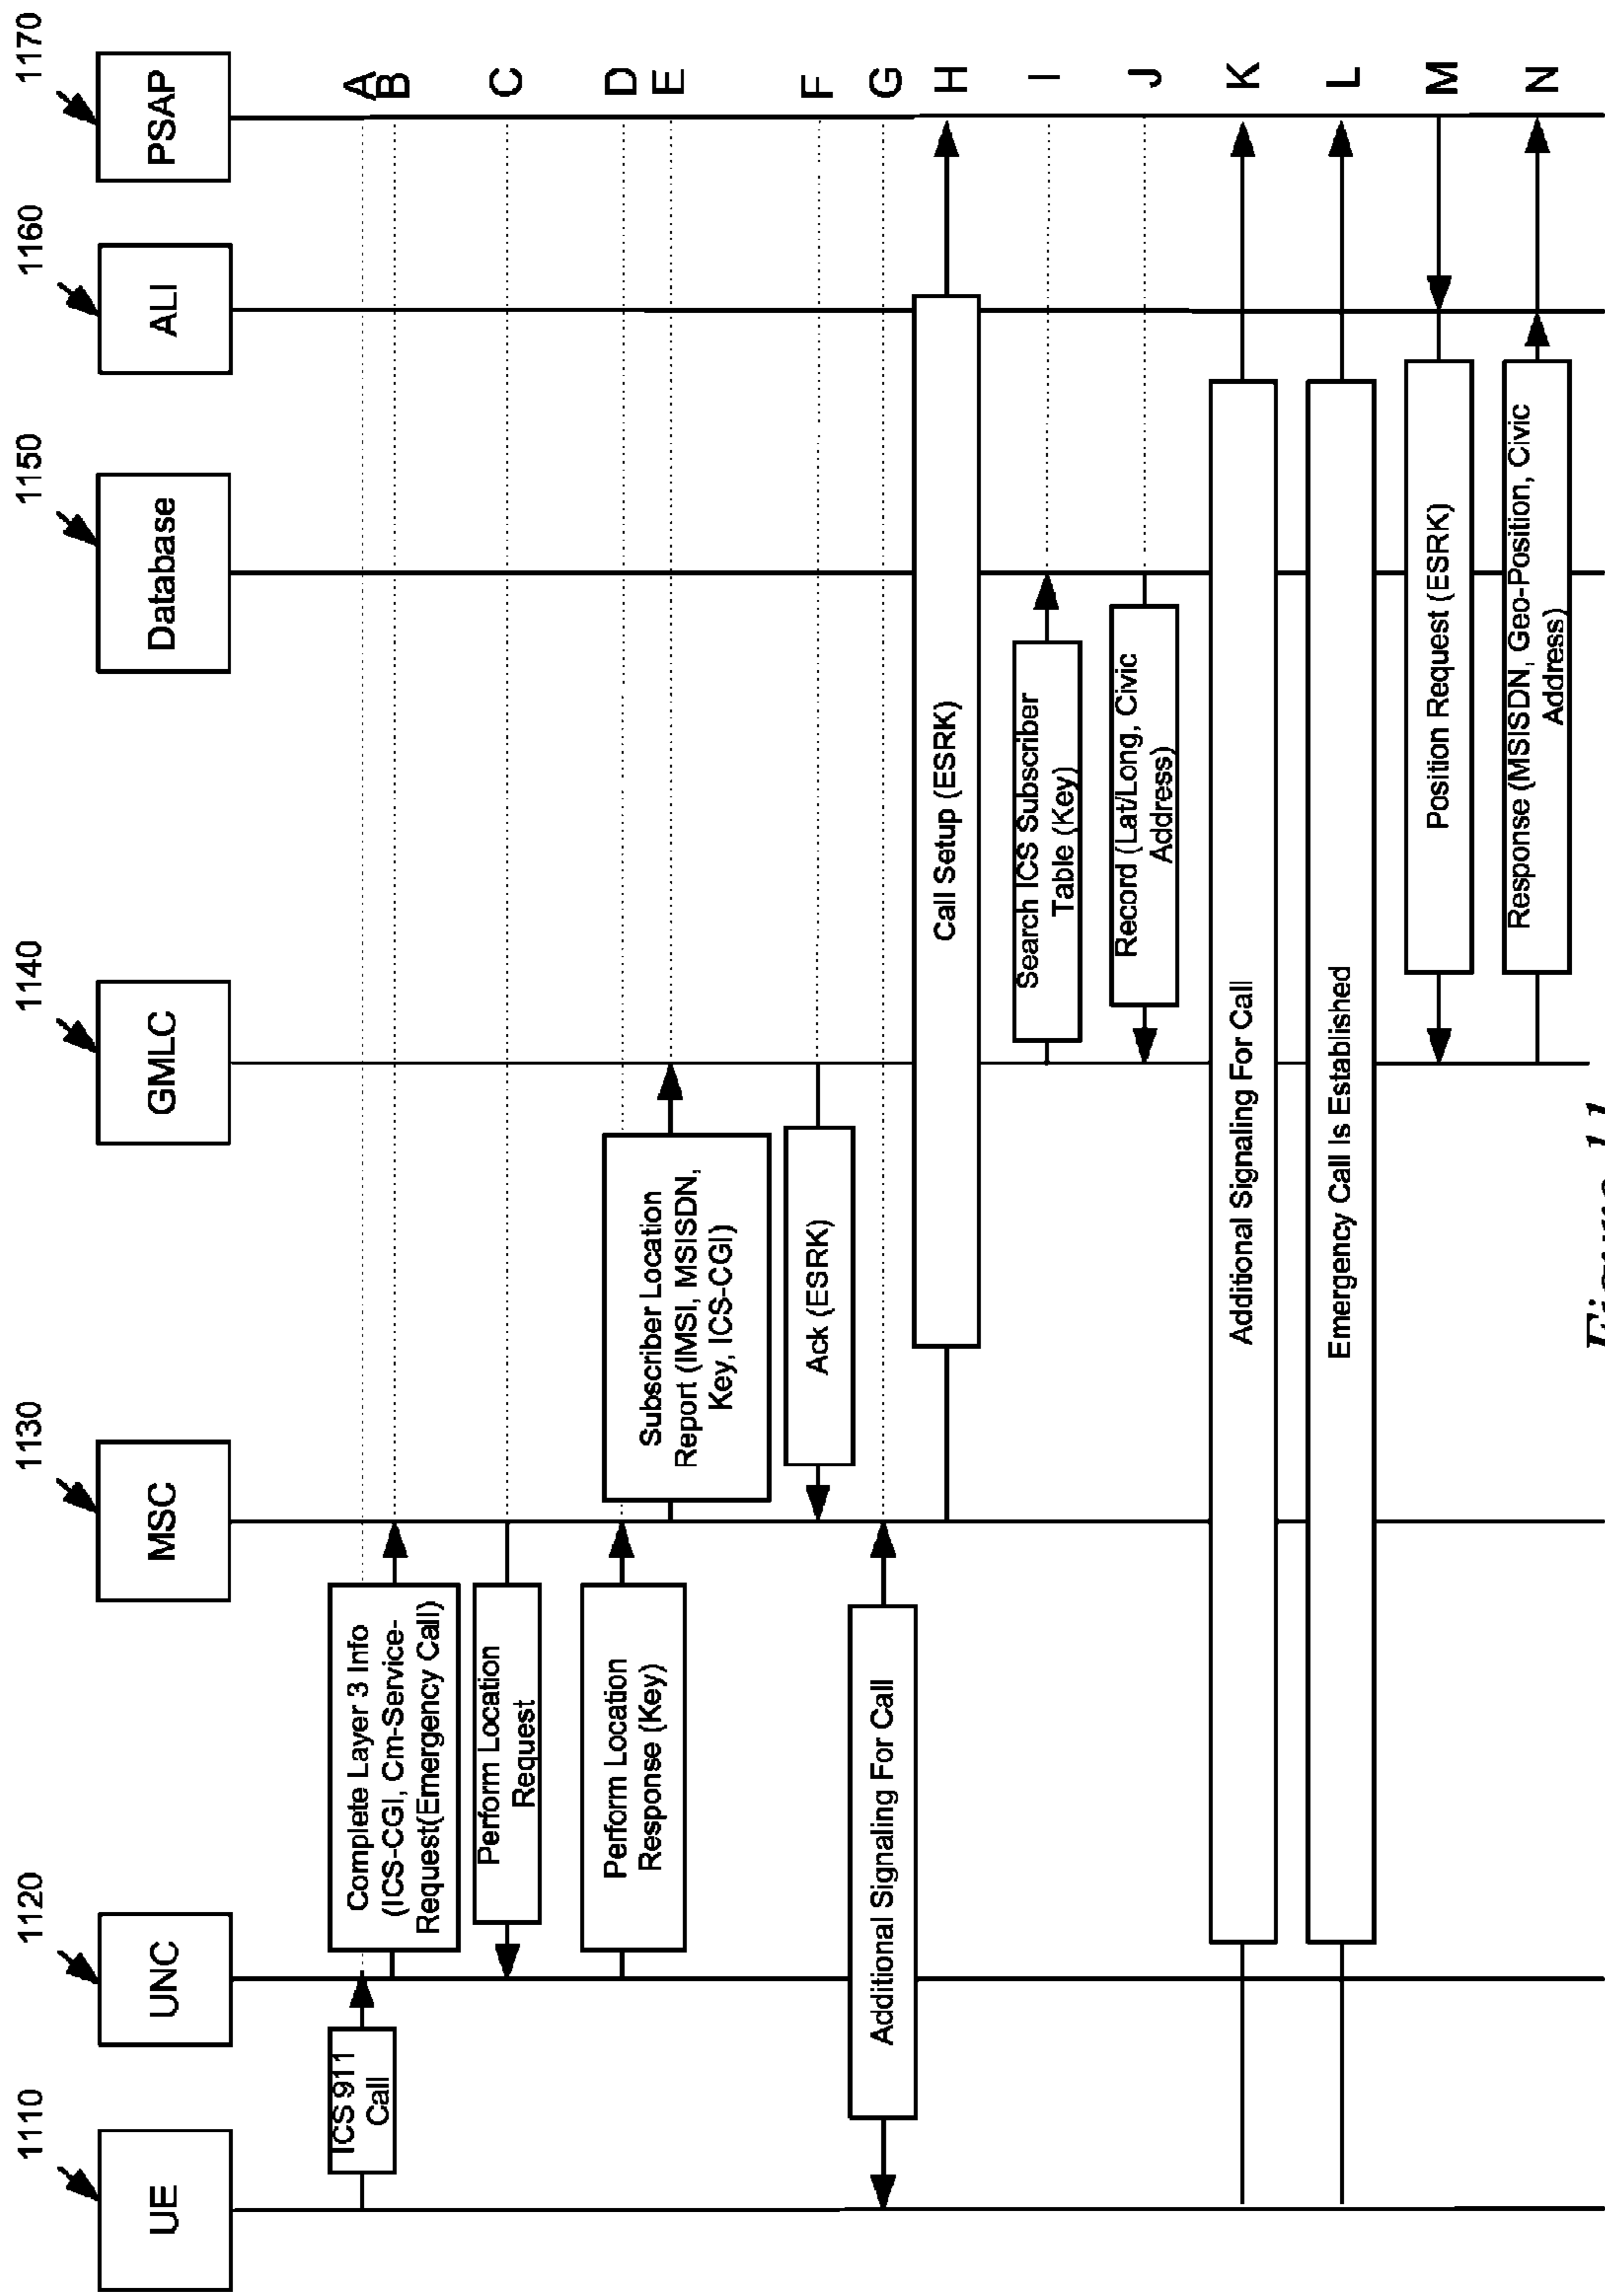 1110
1120
1130
1140
1150
1160
1170
UE
UNC
MSC
GMLC
Database
ALI
PSAP
ICS 911
Call
A
Complete Layer 3 Info
(ICS-CGI, Cm-Service-
Request(Emergency Call)
B
Perform Location
Request
C
Perform Location
Response (Key)
D
Subscriber Location
Report (IMSI, MSISDN,
Key, ICS-CGI)
E
Ack (ESRK)
F
Additional Signaling For Call
G
Call Setup (ESRK)
H
Search ICS Subscriber
Table (Key)
I
Record (Lat/Long, Civic
Address)
J
Additional Signaling For Call
K
Emergency Call Is Established
L
Position Request (ESRK)
M
Response (MSISDN, Geo-Position, Civic
Address)
N
Figure 11